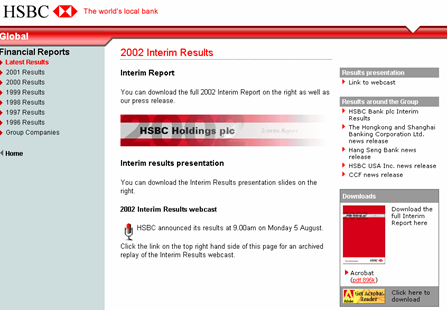 HSBC The world's local bank
Global
Financial Reports
Latest Results
2001 Results
2000 Results
1999 Results
1998 Results
1997 Results
1996 Results
Group Companies
Home
2002 Interim Results
Interim Report
You can download the full 2002 Interim Report on the right as well as
our press release.
HSBC Holdings plc
Interim results presentation
You can download the Interim Results presentation slides on the
right.
2002 Interim Results webcast
HSBC announced its results at 9.00am on Monday 5 August.
Click the link on the top right hand side of this page for an archived
replay of the Interim Results webcast.
Results presentation
Link to webcast
Results around the Group
HSBC Bank plc Interim
Results
The Hongkong and Shanghai
Banking Corporation Ltd.
news release
Hang Seng Bank news
release
HSBC USA Inc. news release
CCF news release
Downloads
Download the
full Interim
Report here
Acrobat
(pdf 896k)
Get Acrobat
Reader
Adobe
Click here to
download